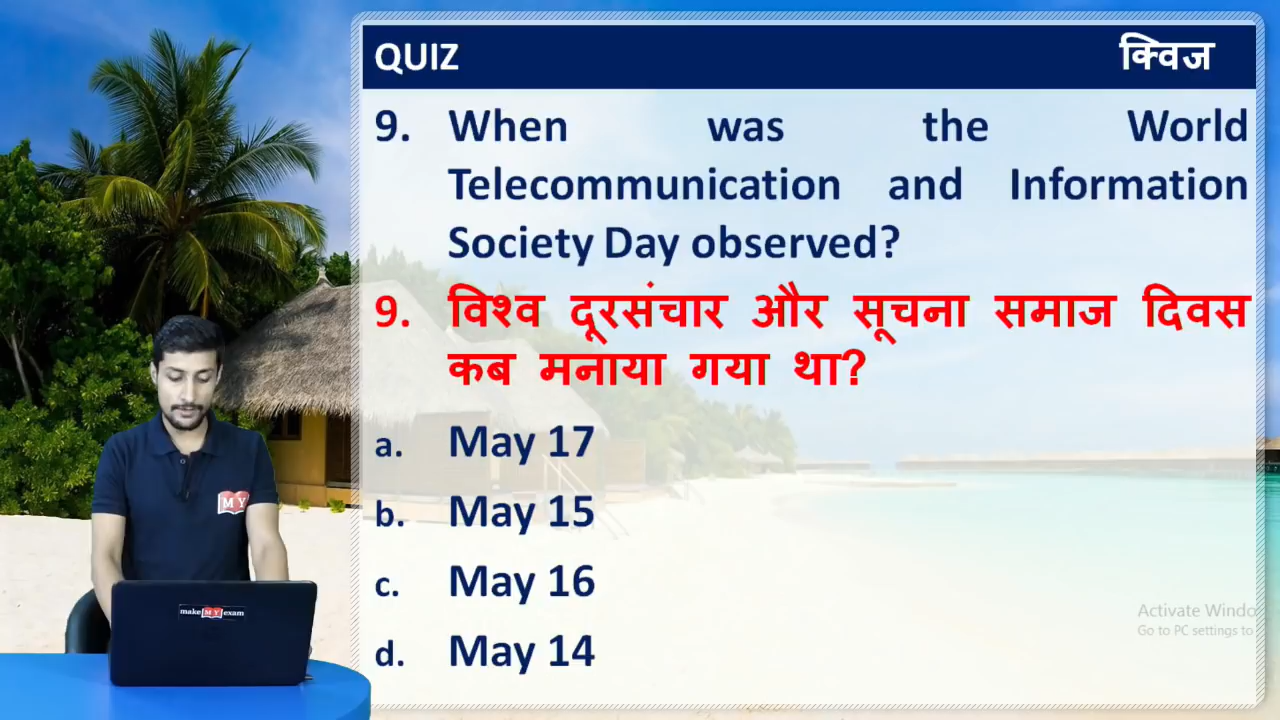 QUIZ क्विज
9. When was the World
Telecommunication and Information
Society Day observed?
9. विश्व दूरसंचार और सूचना समाज दिवस
कब मनाया गया था?
a. May 17
b. May 15
c. May 16
d. May 14
MY
make MY exam
Activate Windo
Go to PC settings to